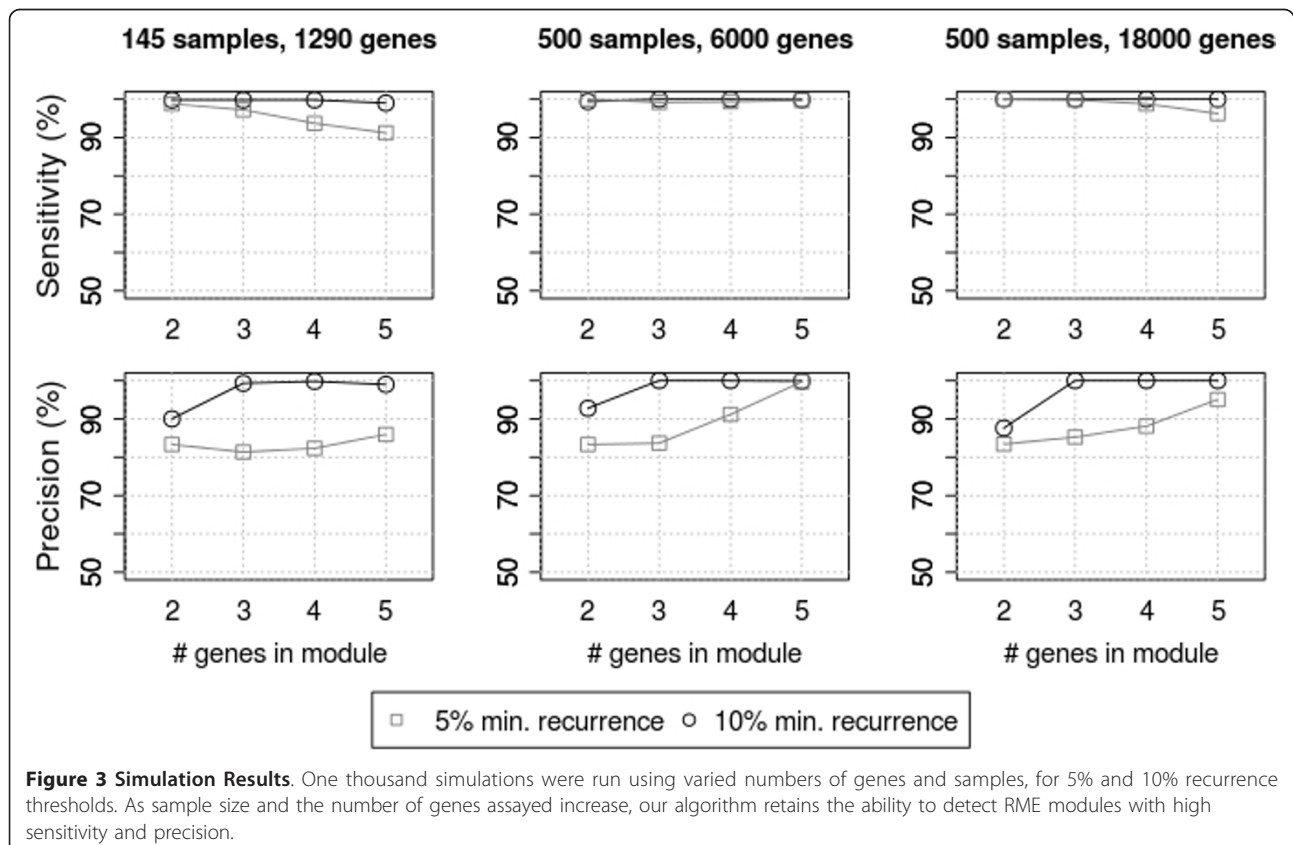 145 samples, 1290 genes
500 samples, 6000 genes
500 samples, 18000 genes
Sensitivity (%)
90
70
50
2 3 4 5
90
70
50
2 3 4 5
90
70
50
2 3 4 5
Precision (%)
90
70
50
2 3 4 5
# genes in module
90
70
50
2 3 4 5
# genes in module
90
70
50
2 3 4 5
# genes in module
5% min. recurrence
10% min. recurrence
Figure 3 Simulation Results. One thousand simulations were run using varied numbers of genes and samples, for 5% and 10% recurrence
thresholds. As sample size and the number of genes assayed increase, our algorithm retains the ability to detect RME modules with high
sensitivity and precision.